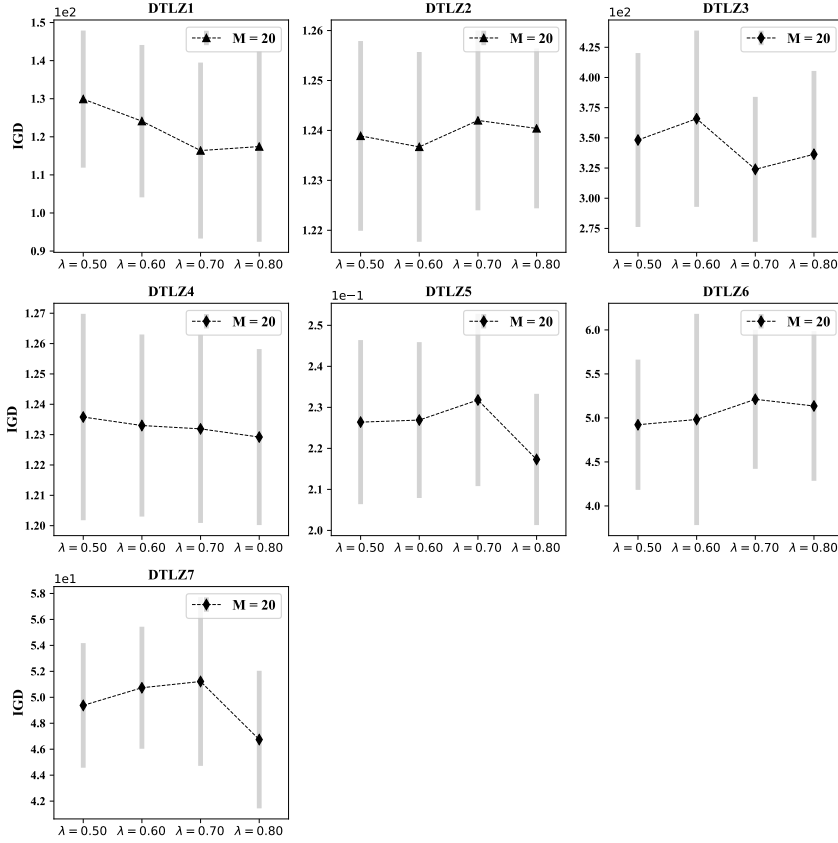 DTLZ1
1e2
M = 20
IGD
1.5
1.4
1.3
1.2
1.1
1.0
0.9
λ = 0.50 λ = 0.60 λ = 0.70 λ = 0.80
DTLZ2
M = 20
1.26
1.25
1.24
1.23
1.22
λ = 0.50 λ = 0.60 λ = 0.70 λ = 0.80
DTLZ3
1e2
M = 20
4.25
4.00
3.75
3.50
3.25
3.00
2.75
λ = 0.50 λ = 0.60 λ = 0.70 λ = 0.80
DTLZ4
M = 20
IGD
1.27
1.26
1.25
1.24
1.23
1.22
1.21
1.20
λ = 0.50 λ = 0.60 λ = 0.70 λ = 0.80
DTLZ5
1e−1
M = 20
2.5
2.4
2.3
2.2
2.1
2.0
λ = 0.50 λ = 0.60 λ = 0.70 λ = 0.80
DTLZ6
M = 20
6.0
5.5
5.0
4.5
4.0
λ = 0.50 λ = 0.60 λ = 0.70 λ = 0.80
DTLZ7
1e1
M = 20
IGD
5.8
5.6
5.4
5.2
5.0
4.8
4.6
4.4
4.2
λ = 0.50 λ = 0.60 λ = 0.70 λ = 0.80